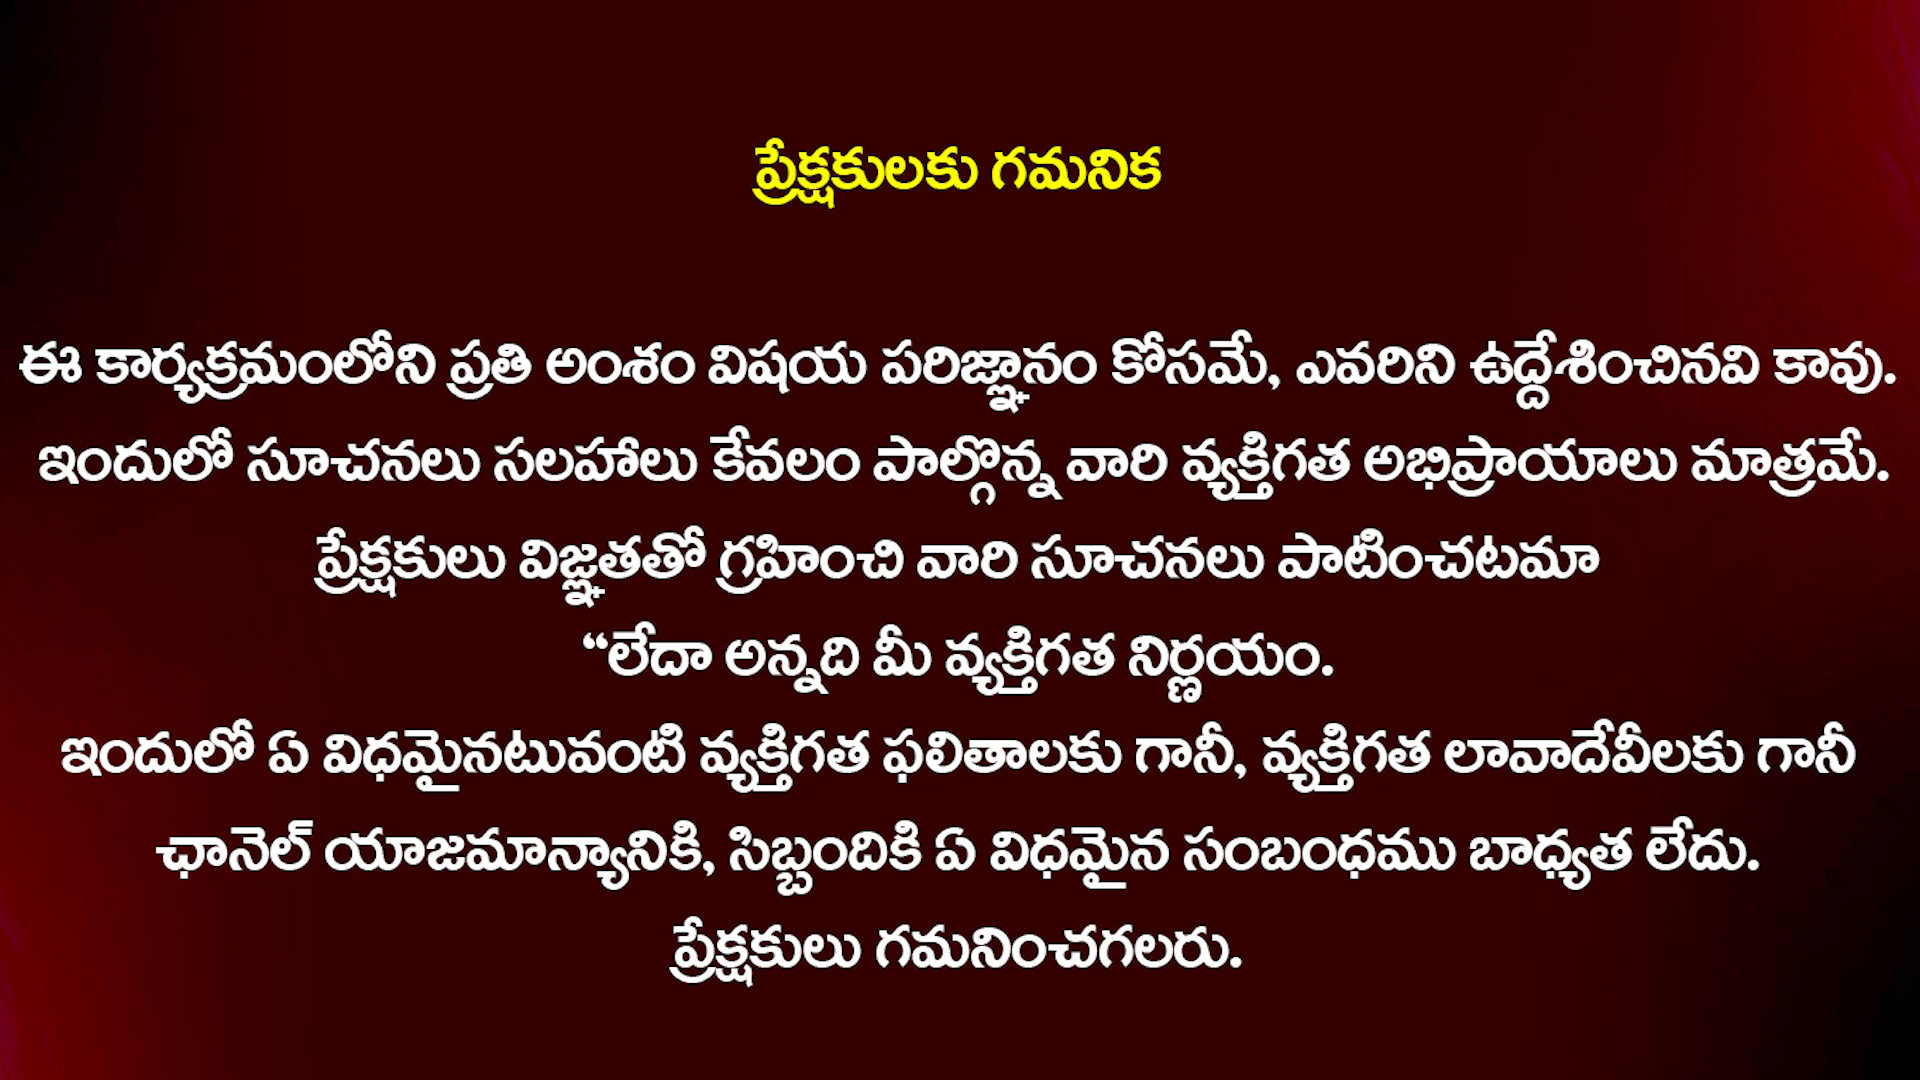 ప్రేక్షకులకు గమనిక
ఈ కార్యక్రమంలోని ప్రతి అంశం విషయ పరిజ్ఞానం కోసమే, ఎవరిని ఉద్దేశించినవి కావు.
ఇందులో సూచనలు సలహాలు కేవలం పాల్గొన్న వారి వ్యక్తిగత అభిప్రాయాలు మాత్రమే.
ప్రేక్షకులు విజ్ఞతతో గ్రహించి వారి సూచనలు పాటించటమా
“లేదా అన్నది మీ వ్యక్తిగత నిర్ణయం.
ఇందులో ఏ విధమైనటువంటి వ్యక్తిగత ఫలితాలకు గానీ, వ్యక్తిగత లావాదేవీలకు గానీ
ఛానెల్ యాజమాన్యానికి, సిబ్బందికి ఏ విధమైన సంబంధము బాధ్యత లేదు.
ప్రేక్షకులు గమనించగలరు.